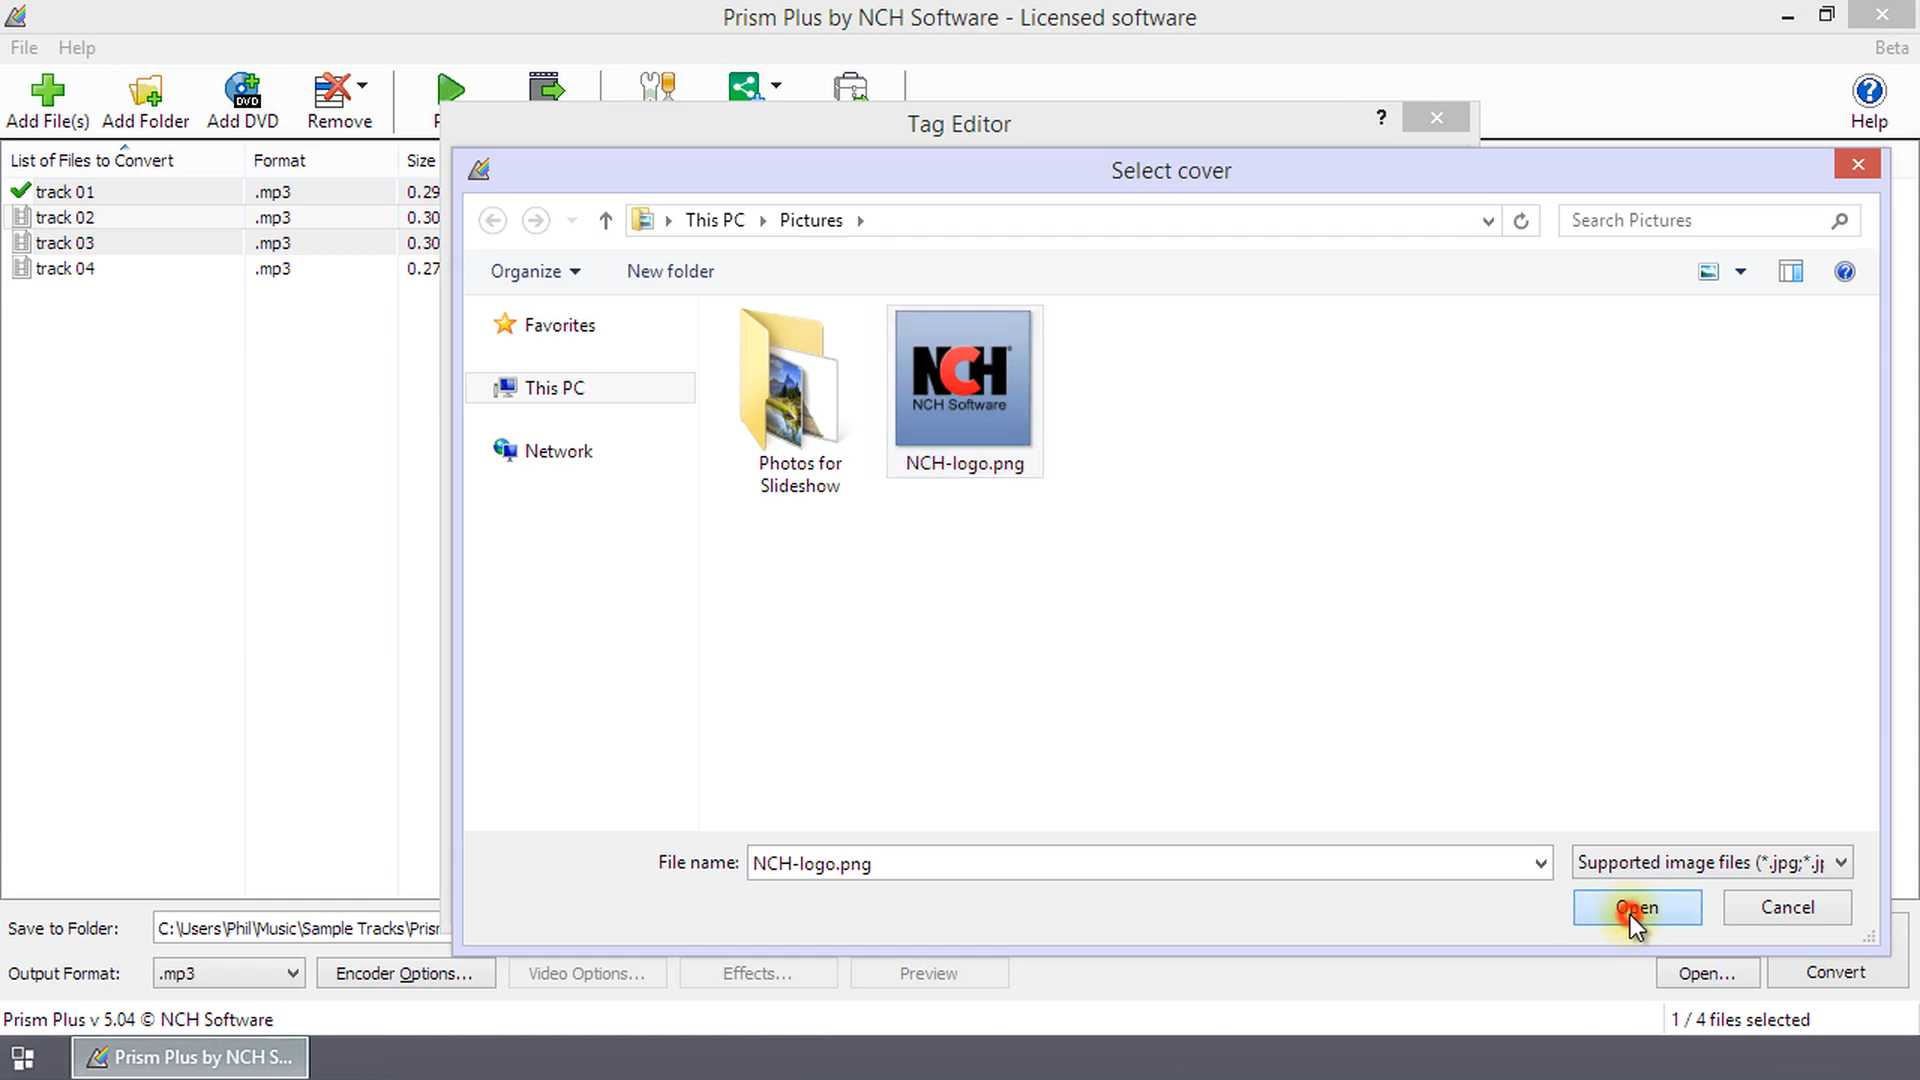 Prism Plus by NCH Software - Licensed software
File Help Beta
Add File(s) Add Folder Add DVD Remove Help
DVD
Tag Editor ?
List of Files to Convert Format Size
Select cover
track 01 .mp3 0.29
track 02 .mp3 0.30
track 03 .mp3 0.30
track 04 .mp3 0.27
This PC Pictures
Search Pictures
Organize New folder
Favorites
This PC
Network
NCH
NCH Software
Photos for
Slideshow
NCH-logo.png
File name: NCH-logo.png Supported image files (*.jpg;*.jp
Open Cancel
Save to Folder: C:\Users\Phil\Music\Sample Tracks\Prism
Output Format: .mp3 Encoder Options... Video Options... Effects... Preview Open... Convert
Prism Plus v 5.04 © NCH Software 1 / 4 files selected
Prism Plus by NCH S...